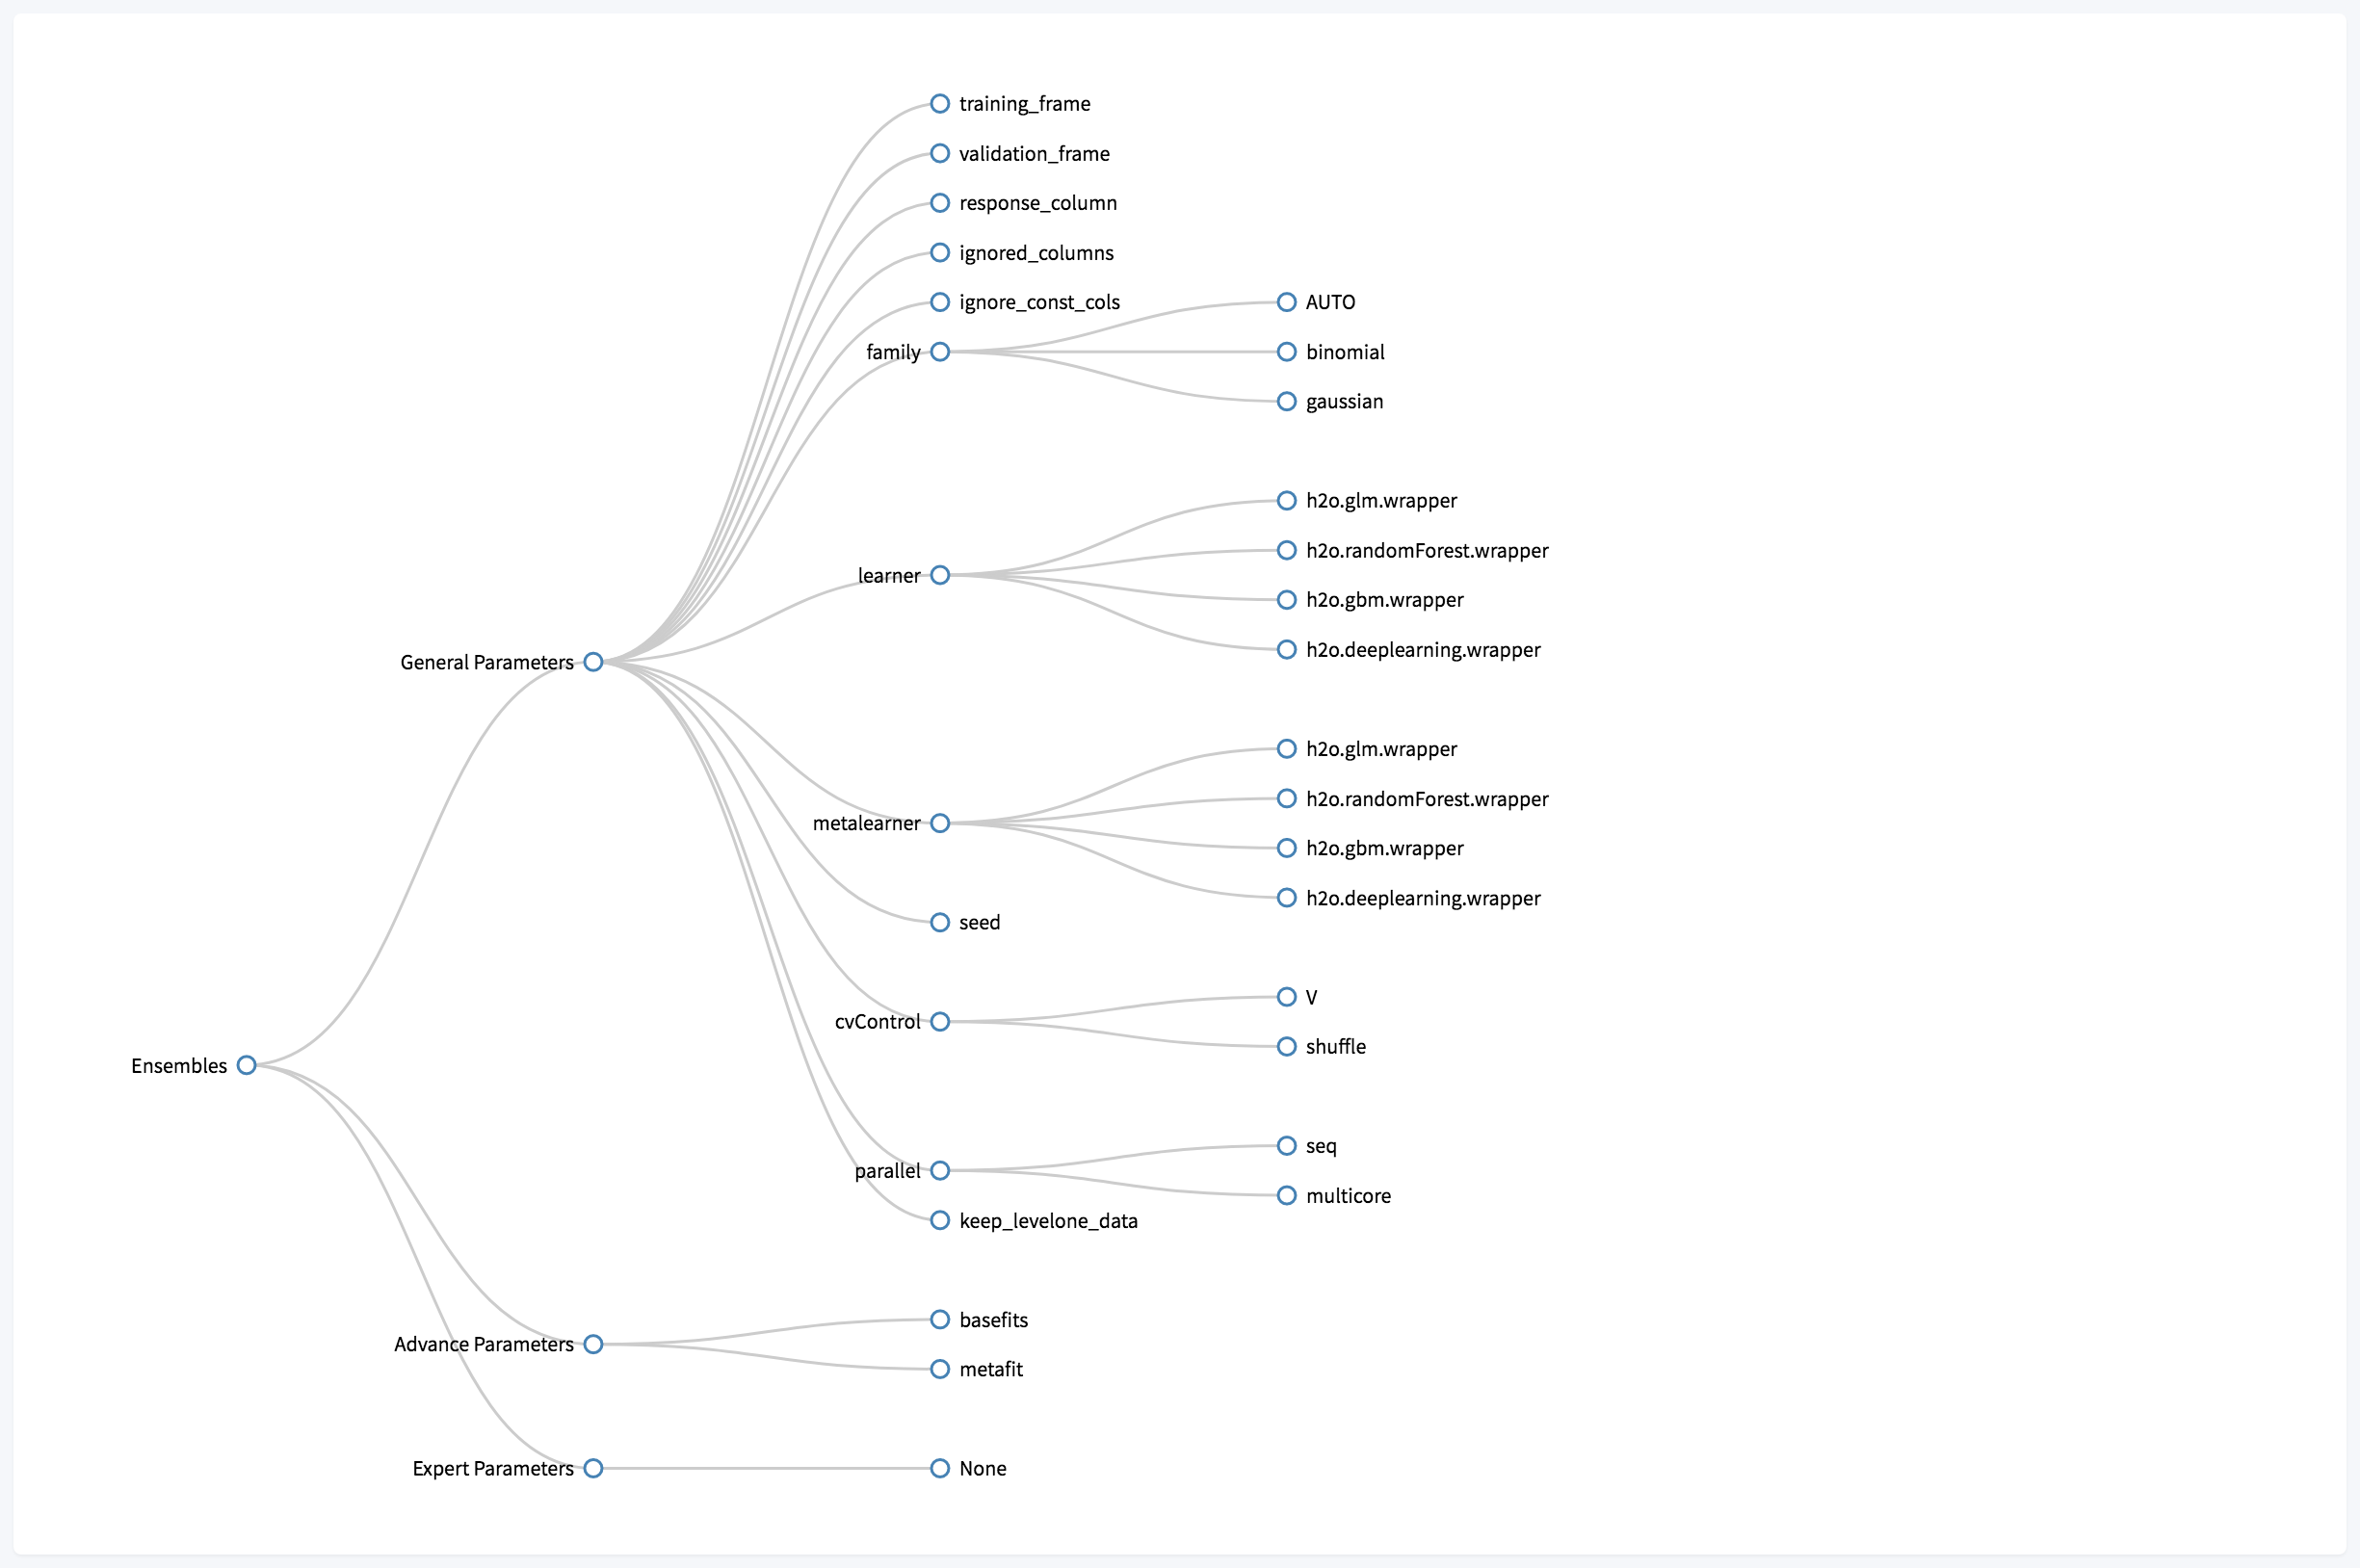 training_frame
validation_frame
response_column
ignored_columns
ignore_const_cols
AUTO
family
binomial
gaussian
h2o.glm.wrapper
h2o.randomForest.wrapper
learner
h2o.gbm.wrapper
h2o.deeplearning.wrapper
General Parameters
h2o.glm.wrapper
h2o.randomForest.wrapper
metalearner
h2o.gbm.wrapper
h2o.deeplearning.wrapper
seed
V
cvControl
shuffle
Ensembles
seq
parallel
multicore
keep_levelone_data
basefits
Advance Parameters
metafit
Expert Parameters
None